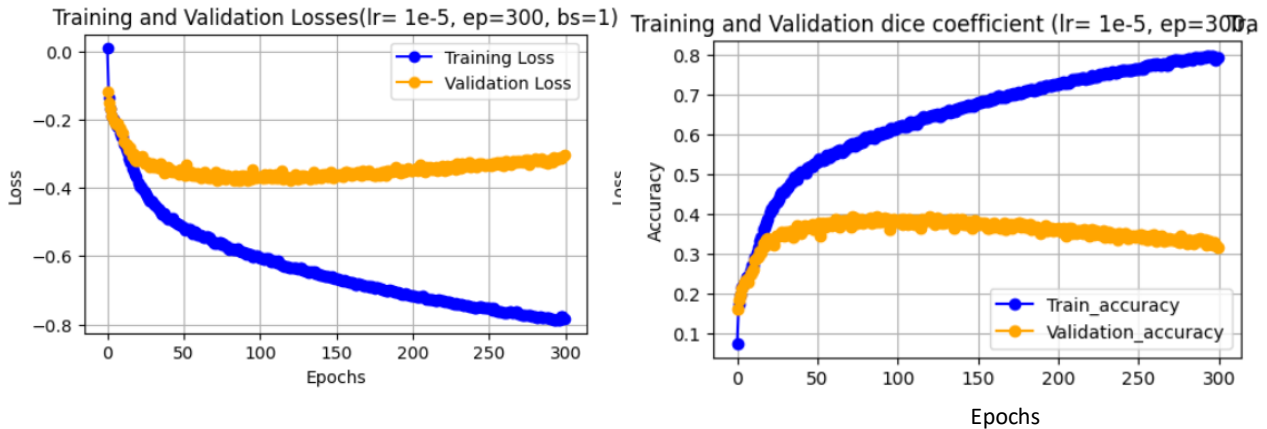 Training and Validation Losses(lr= 1e-5, ep=300, bs=1)
0.0
−0.2
−0.4
−0.6
−0.8
Loss
Training Loss
Validation Loss
0 50 100 150 200 250 300
Epochs
Loss
Training and Validation dice coefficient (lr= 1e-5, ep=300,
Tra
0.8
0.7
0.6
0.5
0.4
0.3
0.2
0.1
Accuracy
Train_accuracy
Validation_accuracy
0 50 100 150 200 250 300
Epochs